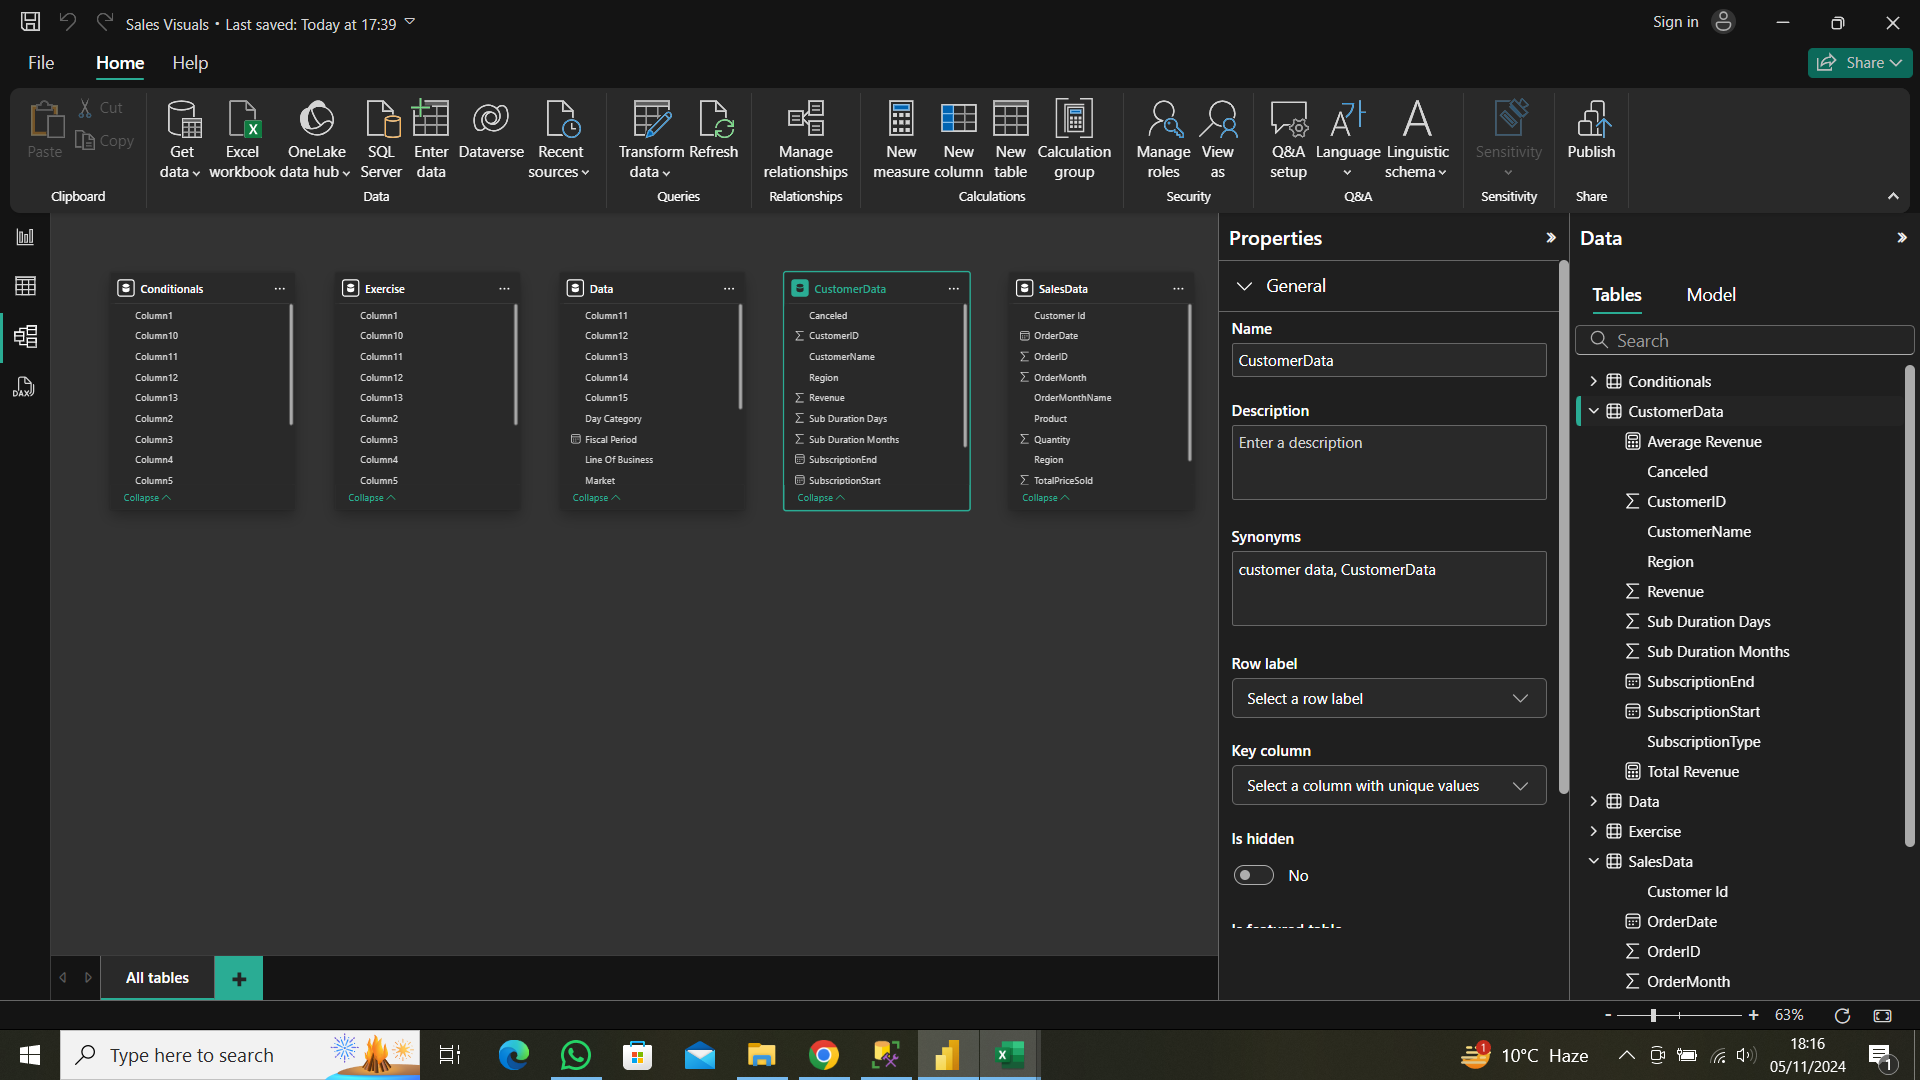 Sales Visuals • Last saved: Today at 17:39
Sign in
File
Home
Help
Share
Paste
Cut
Copy
Clipboard
Get data
Excel workbook
OneLake data hub
SQL Server
Enter data
Dataverse
Recent sources
Data
Transform data
Refresh
Queries
Manage relationships
Relationships
New measure
New column
New table
Calculation group
Calculations
Manage roles
View as
Security
Q&A setup
Language
Linguistic schema
Q&A
Sensitivity
Sensitivity
Publish
Share
DAX
Conditionals
Column1
Column10
Column11
Column12
Column13
Column2
Column3
Column4
Column5
Collapse
Exercise
Column1
Column10
Column11
Column12
Column13
Column2
Column3
Column4
Column5
Collapse
Data
Column11
Column12
Column13
Column14
Column15
Day Category
Fiscal Period
Line Of Business
Market
Collapse
CustomerData
Canceled
CustomerID
CustomerName
Region
Revenue
Sub Duration Days
Sub Duration Months
SubscriptionEnd
SubscriptionStart
Collapse
SalesData
Customer Id
OrderDate
OrderID
OrderMonth
OrderMonthName
Product
Quantity
Region
TotalPriceSold
Collapse
Properties
General
Name
CustomerData
Description
Enter a description
Synonyms
customer data, CustomerData
Row label
Select a row label
Key column
Select a column with unique values
Is hidden
No
Is featured table
Data
Tables
Model
Search
Conditionals
CustomerData
Average Revenue
Canceled
CustomerID
CustomerName
Region
Revenue
Sub Duration Days
Sub Duration Months
SubscriptionEnd
SubscriptionStart
SubscriptionType
Total Revenue
Data
Exercise
SalesData
Customer Id
OrderDate
OrderID
OrderMonth
All tables
63%
Type here to search
1
10°C Haze
18:16
05/11/2024
1